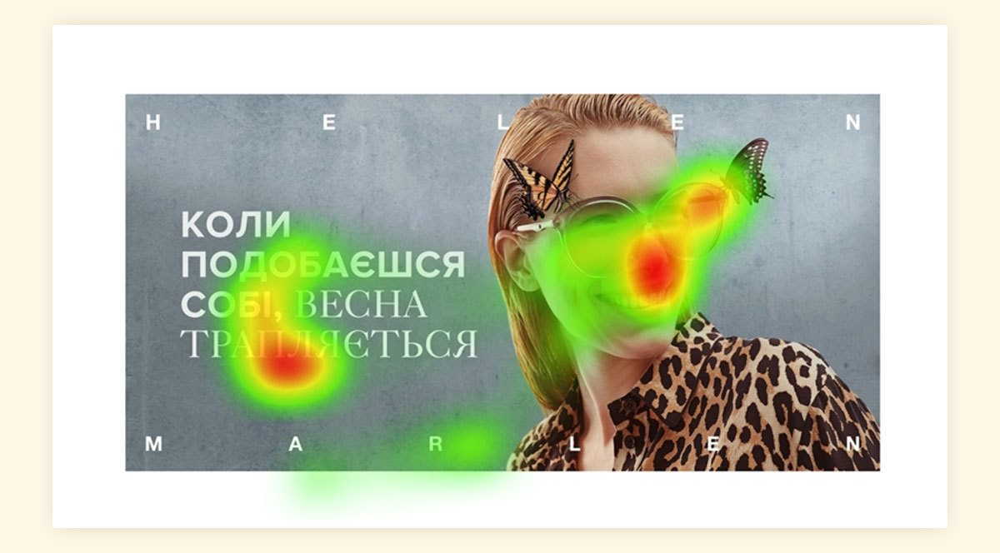 H E L E N
КОЛИ
ПОДОБАЄШСЯ
СОБІ, ВЕСНА
ТРАПЛЯЄТЬСЯ
M A R L E N